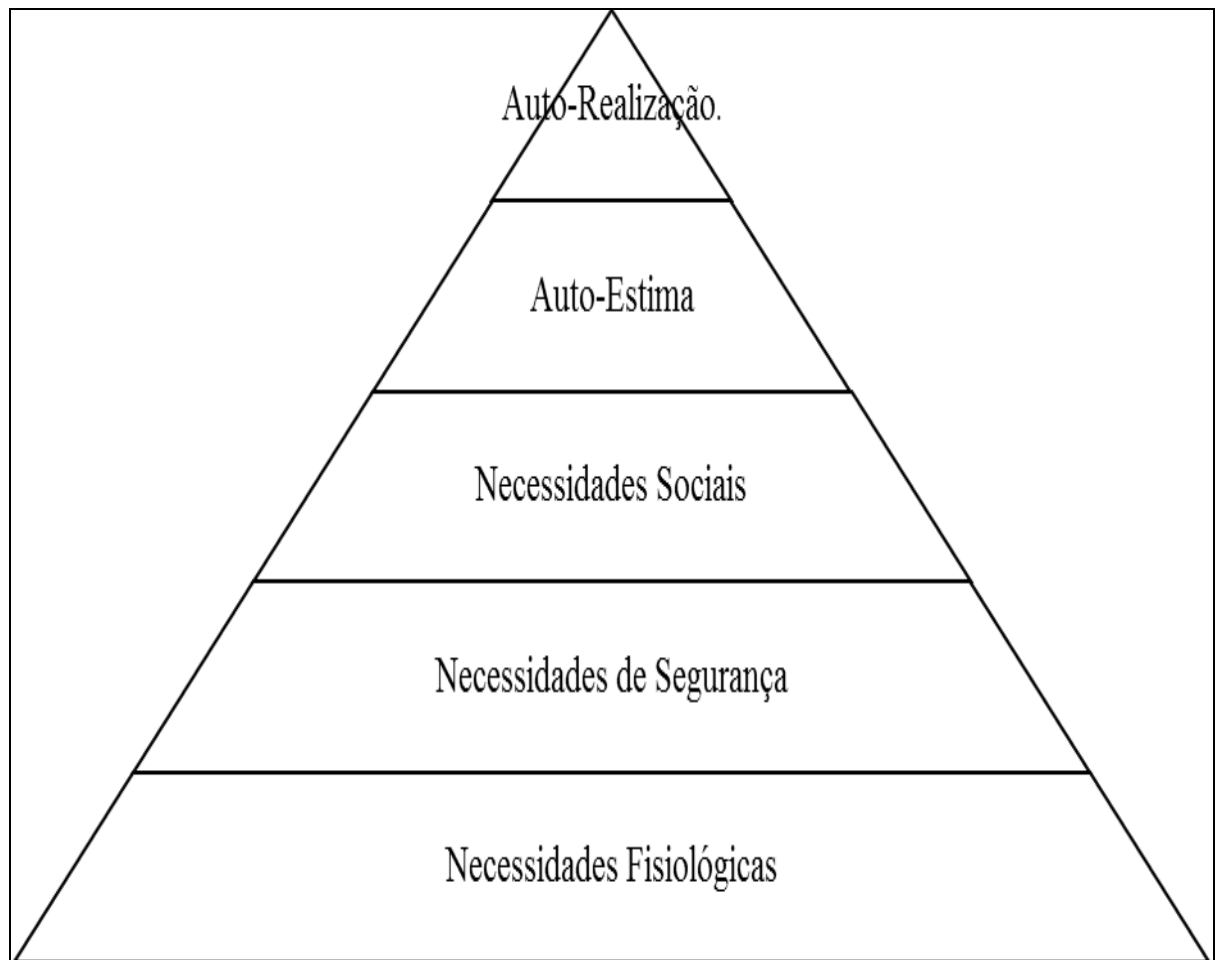 Auto-Realização.
Auto-Estima
Necessidades Sociais
Necessidades de Segurança
Necessidades Fisiológicas